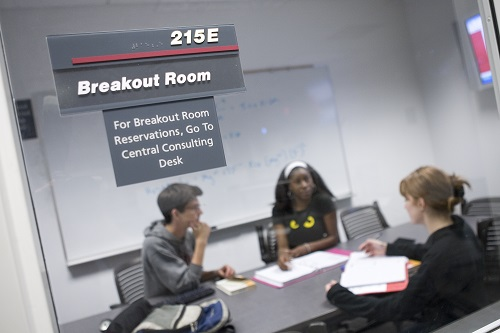 215E
Breakout Room
For Breakout Room
Reservations, Go To
Central Consulting
Desk